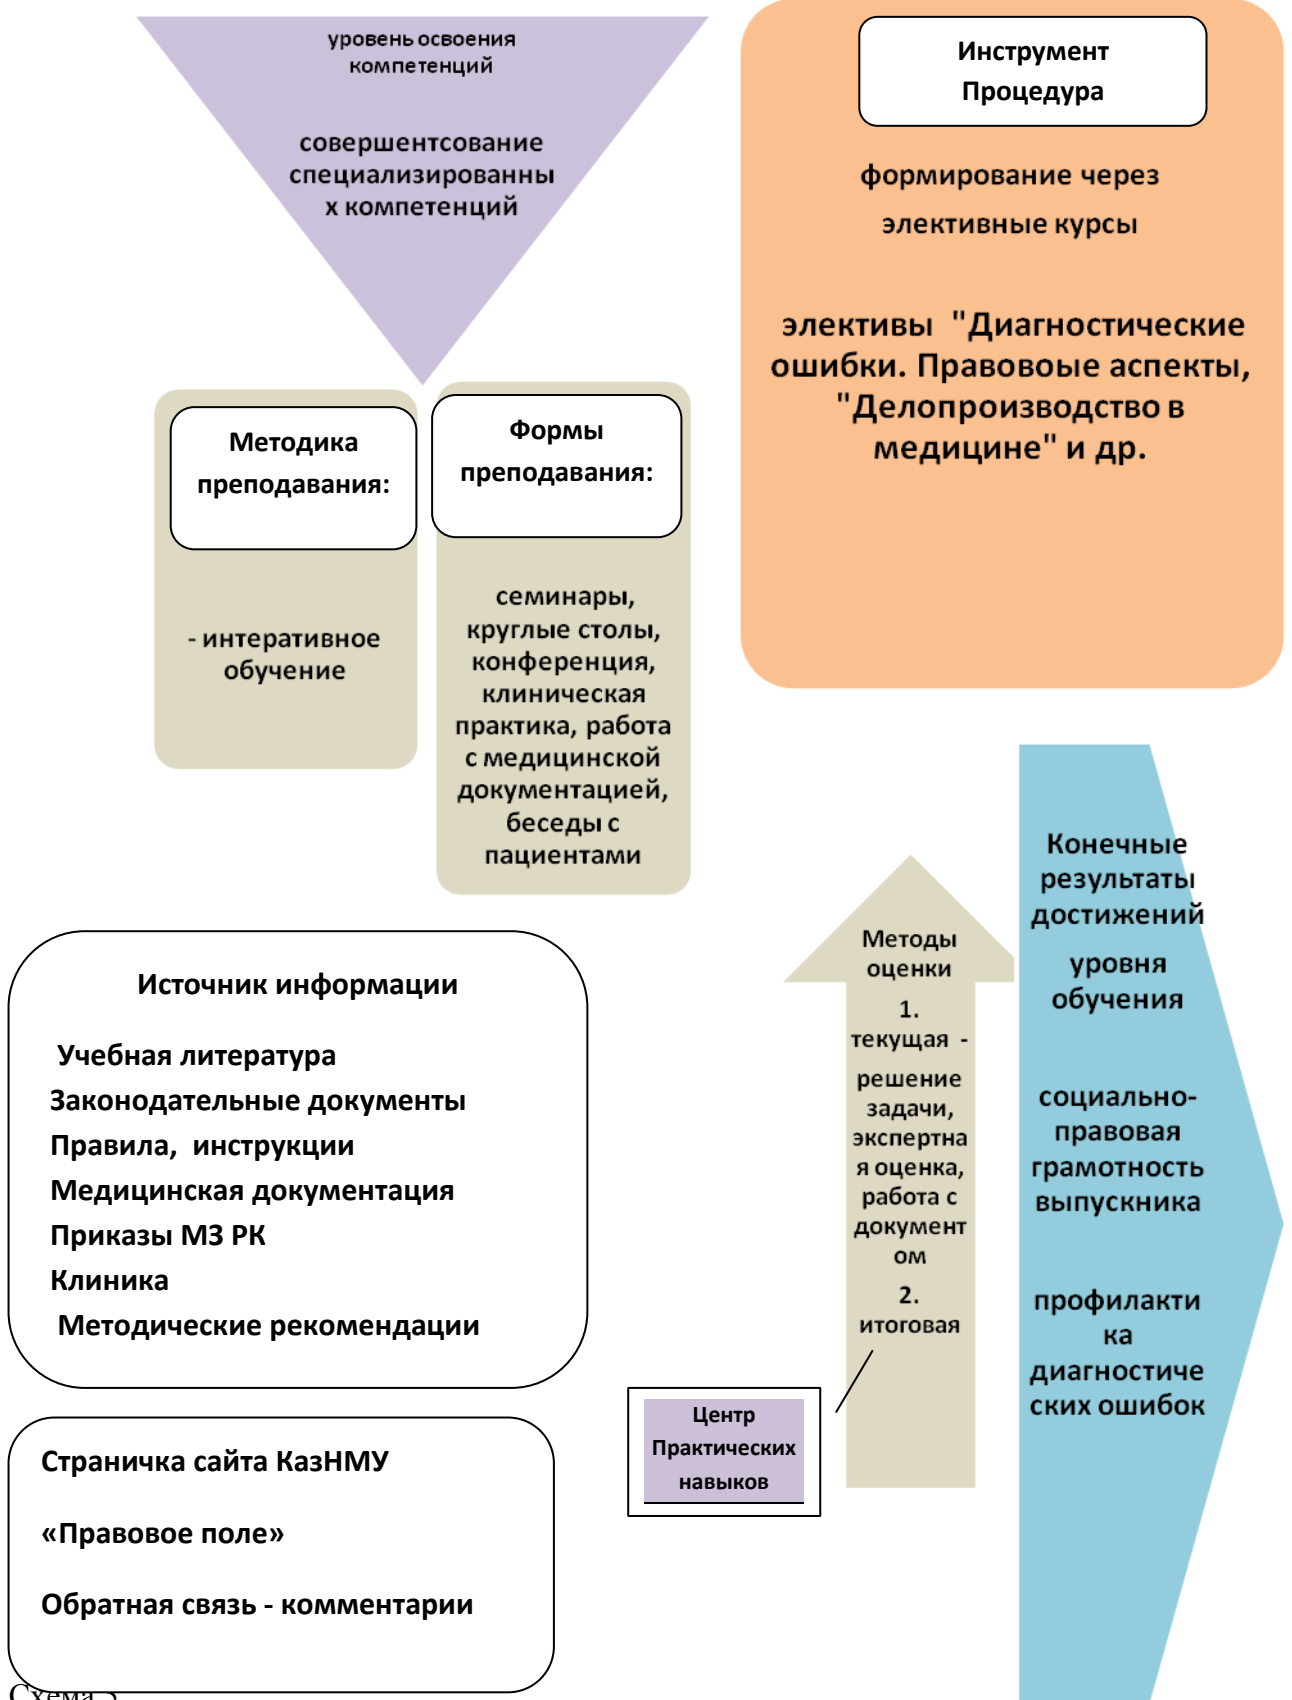 уровень освоения
компетенций
совершентсование
специализированны
х компетенций
Инструмент
Процедура
формирование через
элективные курсы
элективы "Диагностические
ошибки. Правовоые аспекты,
"Делопроизводство в
медицине" и др.
Методика
преподавания:
- интеративное
обучение
Формы
преподавания:
семинары,
круглые столы,
конференция,
клиническая
практика, работа
с медицинской
документацией,
беседы с
пациентами
Источник информации
Учебная литература
Законодательные документы
Правила, инструкции
Медицинская документация
Приказы МЗ РК
Клиника
Методические рекомендации
Страничка сайта КазНМУ
«Правовое поле»
Обратная связь - комментарии
Центр
Практических
навыков
Методы
оценки
1.
текущая -
решение
задачи,
экспертна
я оценка,
работа с
документ
ом
2.
итоговая
Конечные
результаты
достижений
уровня
обучения
социально-
правовая
грамотность
выпускника
профилакти
ка
диагностиче
ских ошибок
Схема